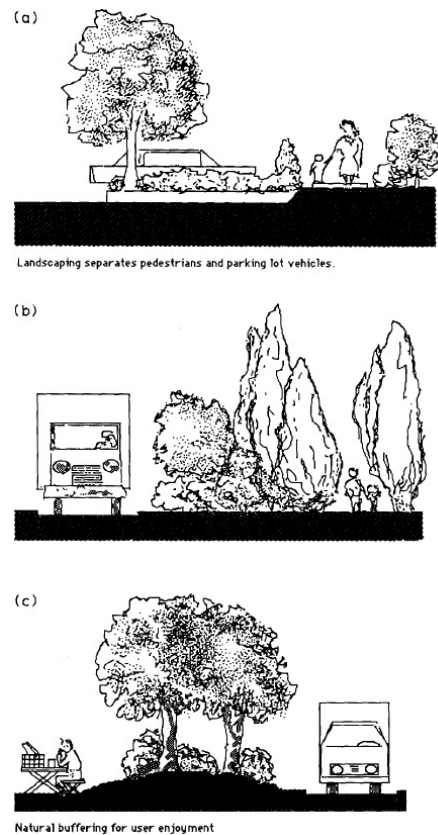 (a)
Landscaping separates pedestrians and parking lot vehicles.
(b)
(c)
Natural buffering for user enjoyment